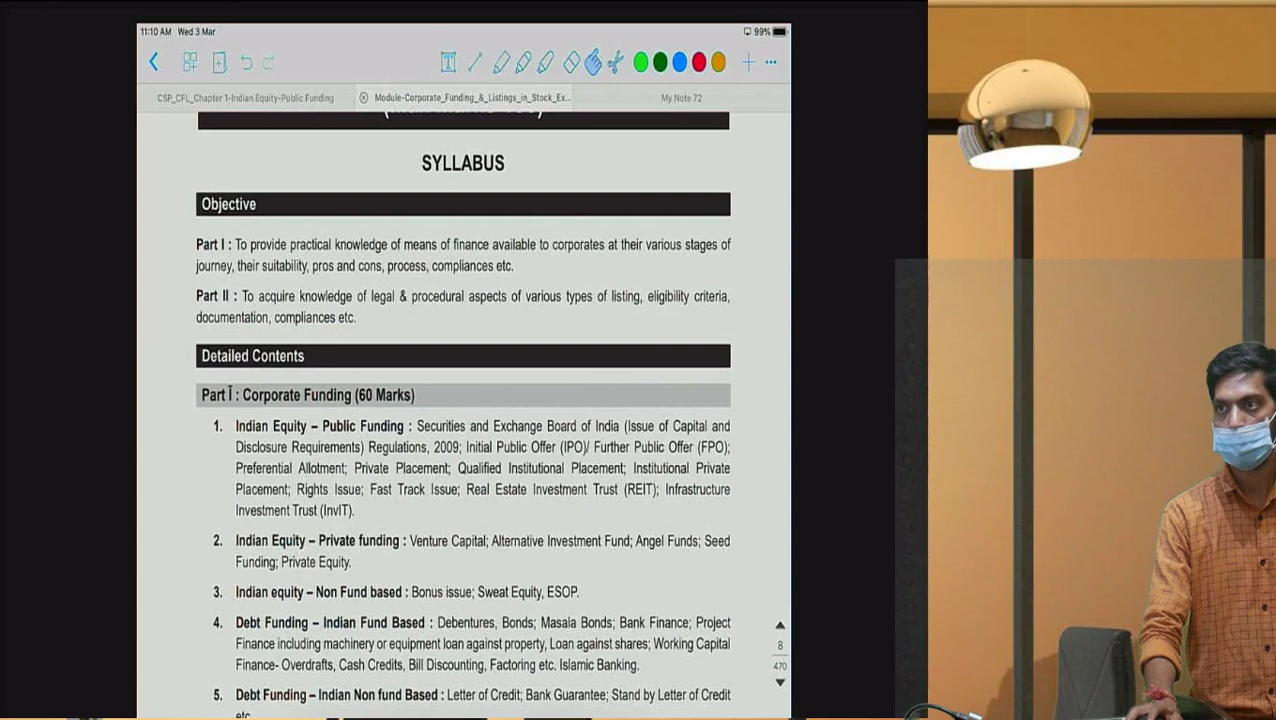 11:10 AM Wed 3 Mar
99%
CSP_CFL_Chapter 1-Indian Equity-Public Funding
Module-Corporate_Funding_&_Listings_in_Stock_Ex...
My Note 72
SYLLABUS
Objective
Part I : To provide practical knowledge of means of finance available to corporates at their various stages of
journey, their suitability, pros and cons, process, compliances etc.
Part II : To acquire knowledge of legal & procedural aspects of various types of listing, eligibility criteria,
documentation, compliances etc.
Detailed Contents
Part I : Corporate Funding (60 Marks)
1. Indian Equity – Public Funding : Securities and Exchange Board of India (Issue of Capital and
Disclosure Requirements) Regulations, 2009; Initial Public Offer (IPO)/ Further Public Offer (FPO);
Preferential Allotment; Private Placement; Qualified Institutional Placement; Institutional Private
Placement; Rights Issue; Fast Track Issue; Real Estate Investment Trust (REIT); Infrastructure
Investment Trust (InvIT).
2. Indian Equity – Private funding : Venture Capital; Alternative Investment Fund; Angel Funds; Seed
Funding; Private Equity.
3. Indian equity – Non Fund based : Bonus issue; Sweat Equity, ESOP.
4. Debt Funding – Indian Fund Based : Debentures, Bonds; Masala Bonds; Bank Finance; Project
Finance including machinery or equipment loan against property, Loan against shares; Working Capital
Finance- Overdrafts, Cash Credits, Bill Discounting, Factoring etc. Islamic Banking.
5. Debt Funding – Indian Non fund Based : Letter of Credit; Bank Guarantee; Stand by Letter of Credit
etc
8
470